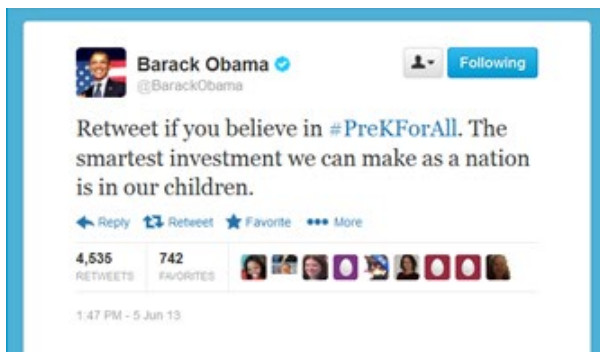 Barack Obama
@BarackObama
Following
Retweet if you believe in #PreKForAll. The
smartest investment we can make as a nation
is in our children.
Reply Retweet Favorite More
4,535 742
RETWEETS FAVORITES
1:47 PM - 5 Jun 13